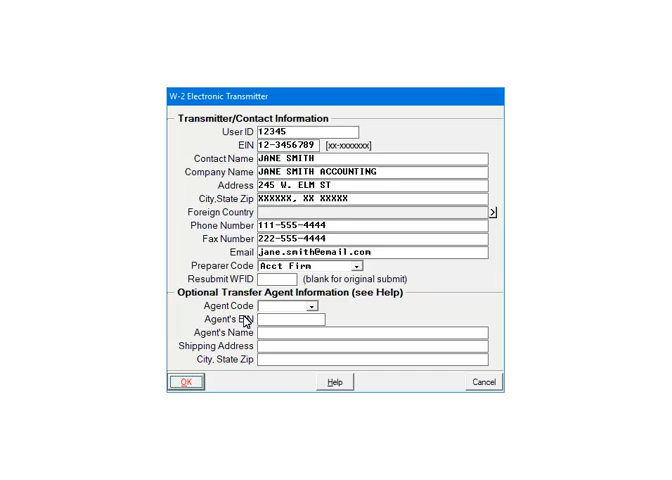 W-2 Electronic Transmitter
Transmitter/Contact Information
User ID 12345
EIN 12-3456789 [xx-xxxxxxx]
Contact Name JANE SMITH
Company Name JANE SMITH ACCOUNTING
Address 245 W. ELM ST
City,State Zip XXXXXX, XX XXXXX
Foreign Country >
Phone Number 111-555-4444
Fax Number 222-555-4444
Email jane.smith@email.com
Preparer Code Acct Firm
Resubmit WFID (blank for original submit)
Optional Transfer Agent Information (see Help)
Agent Code
Agent's EIN
Agent's Name
Shipping Address
City, State Zip
OK Help Cancel